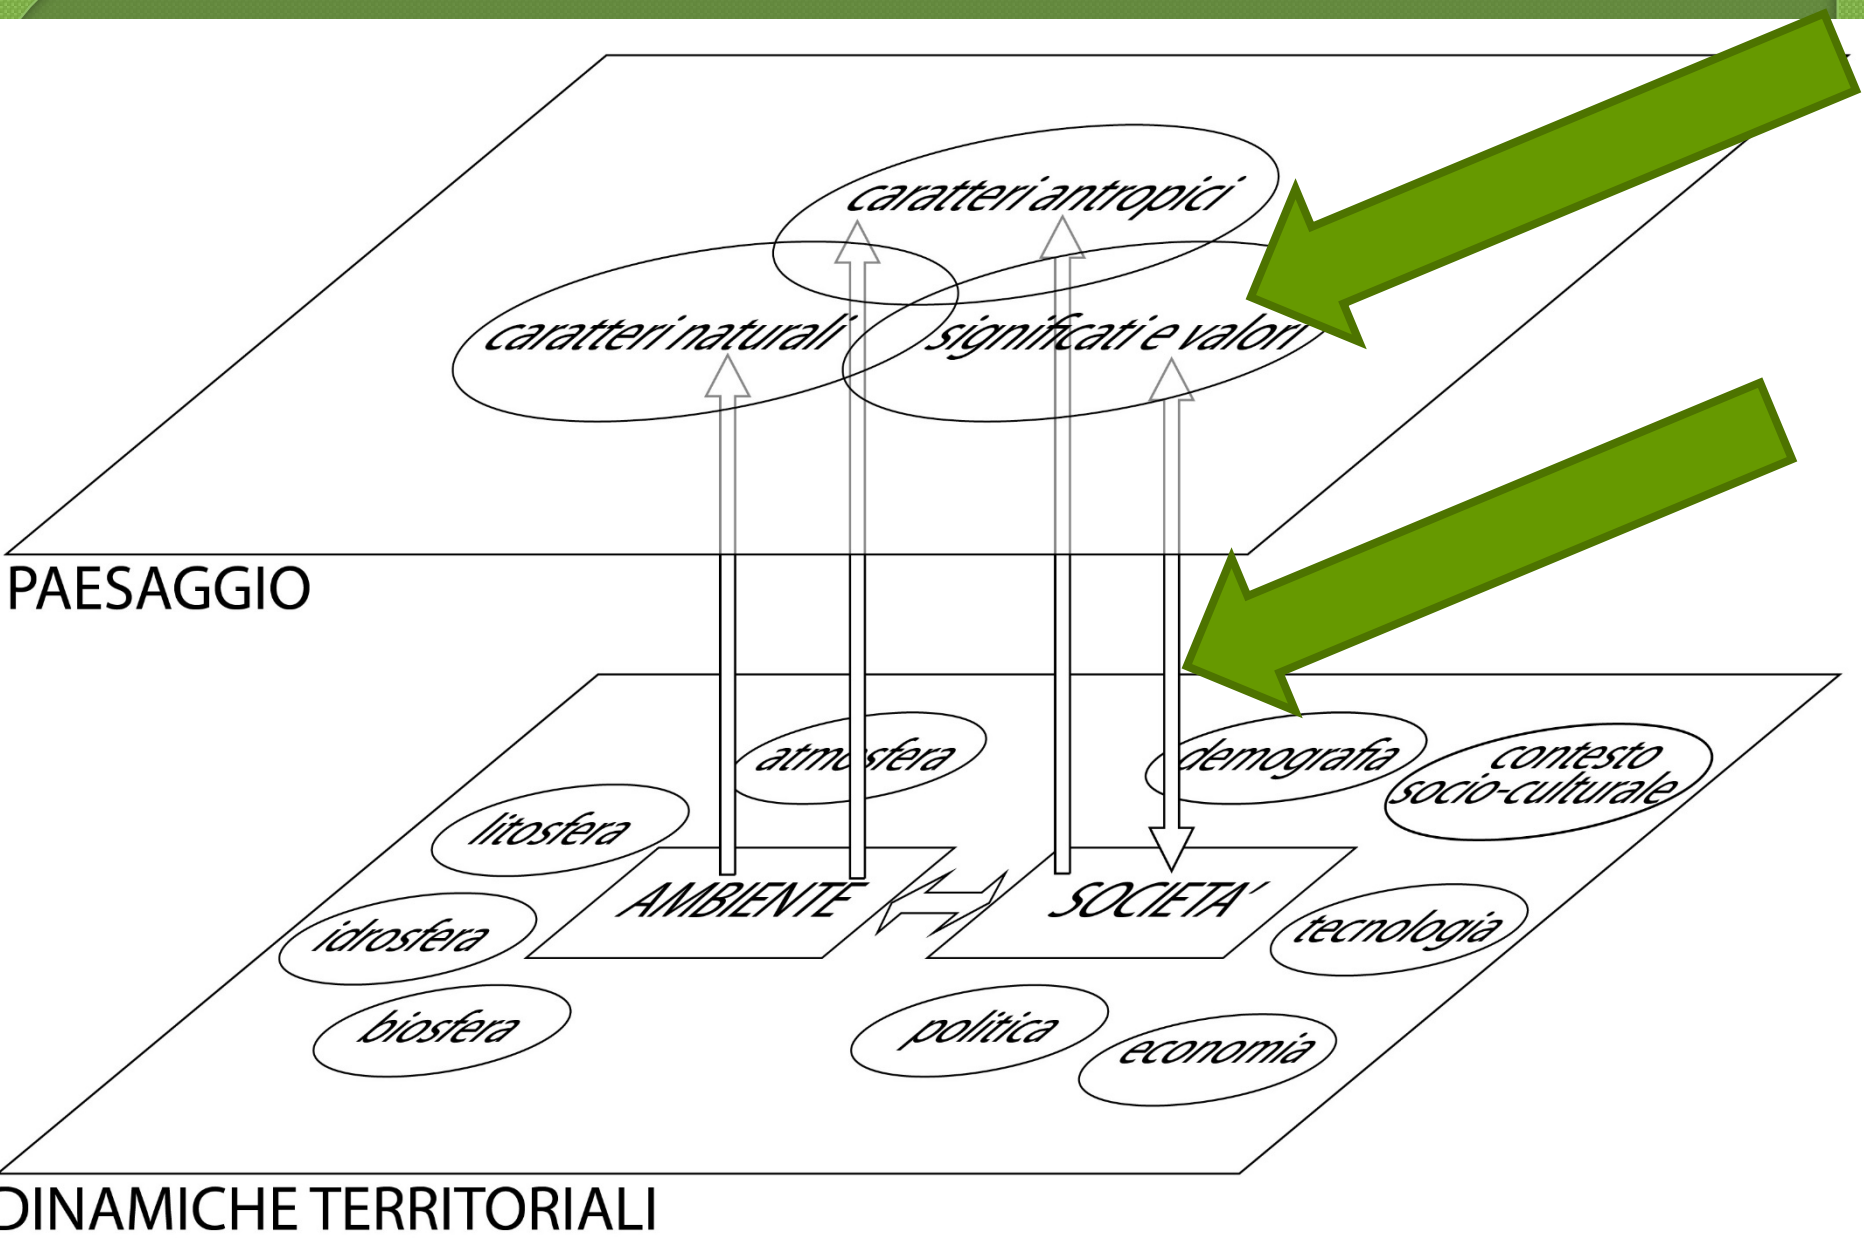 caratteri antropici
caratteri naturali
significati e valori
PAESAGGIO
atmosfera
demografia
contesto
socio-culturale
litosfera
AMBIENTE
SOCIETA'
idrosfera
tecnologia
biosfera
politica
economia
DINAMICHE TERRITORIALI